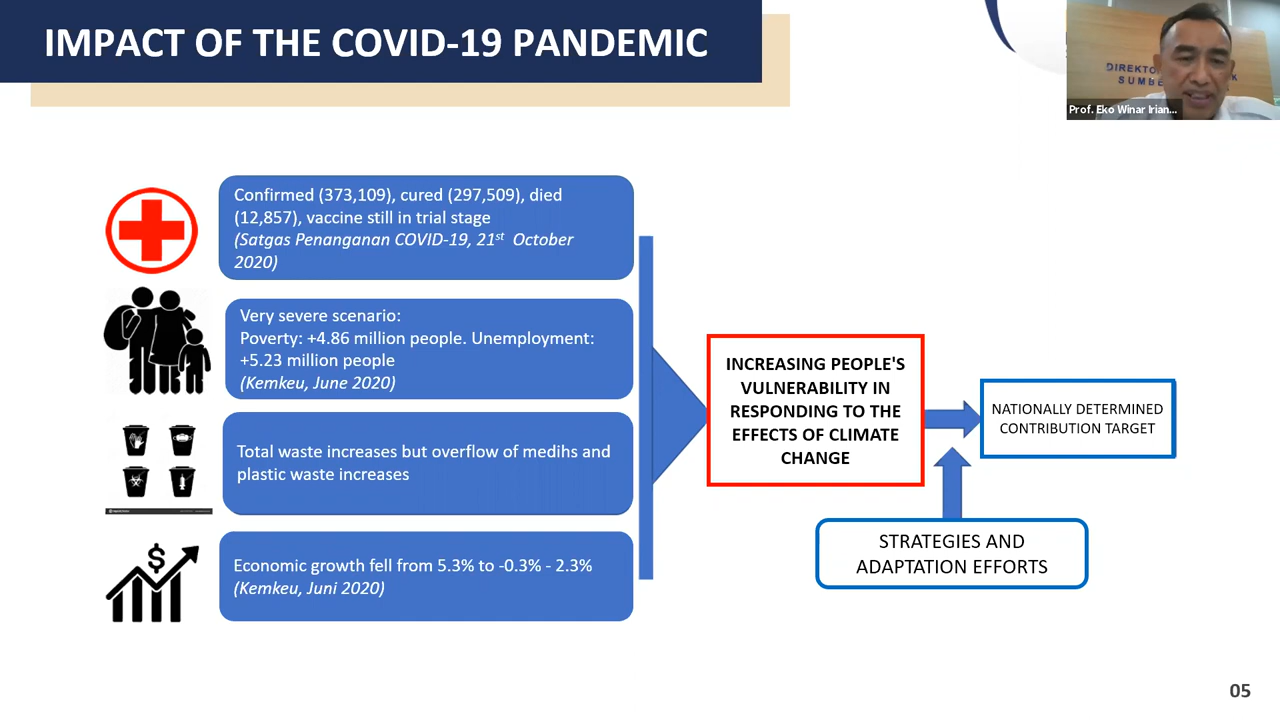 IMPACT OF THE COVID-19 PANDEMIC
DIREKTO
SUMBE
Prof. Eko Winar Irian...
Confirmed (373,109), cured (297,509), died
(12,857), vaccine still in trial stage
(Satgas Penanganan COVID-19, 21st October
2020)
Very severe scenario:
Poverty: +4.86 million people. Unemployment:
+5.23 million people
(Kemkeu, June 2020)
Total waste increases but overflow of medihs and
plastic waste increases
Economic growth fell from 5.3% to -0.3% - 2.3%
(Kemkeu, Juni 2020)
INCREASING PEOPLE'S
VULNERABILITY IN
RESPONDING TO THE
EFFECTS OF CLIMATE
CHANGE
NATIONALLY DETERMINED
CONTRIBUTION TARGET
STRATEGIES AND
ADAPTATION EFFORTS
05